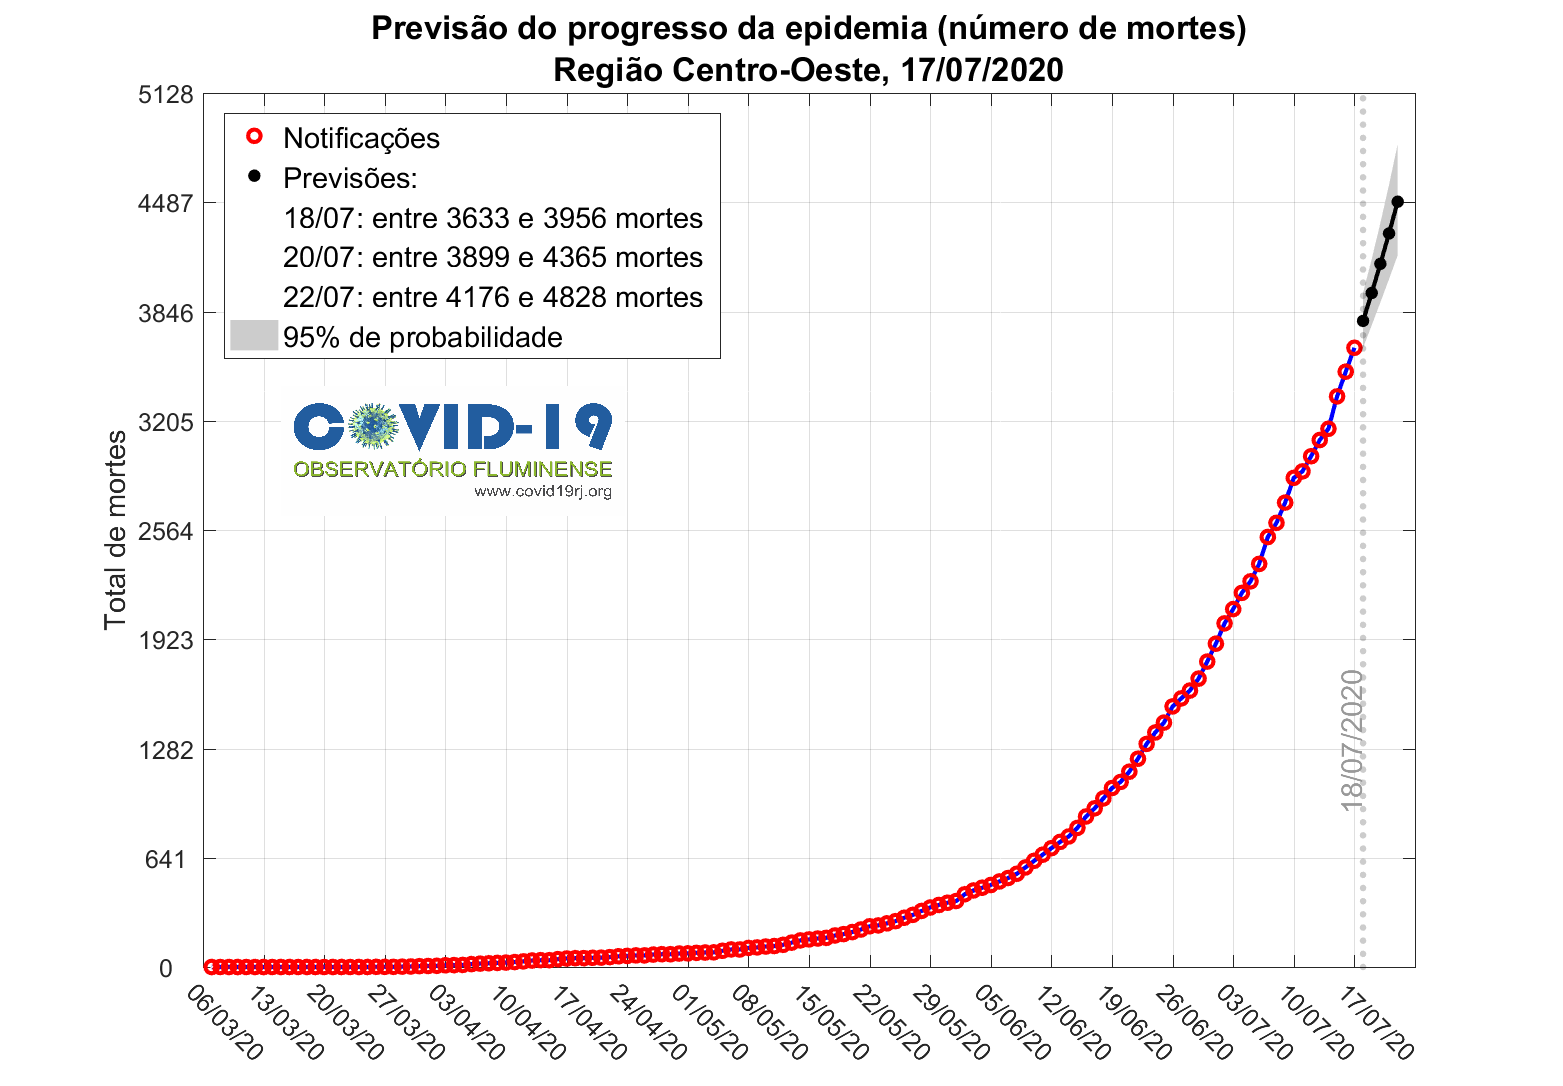 Previsão do progresso da epidemia (número de mortes)
Região Centro-Oeste, 17/07/2020
5128
4487
3846
3205
2564
1923
1282
641
0
Total de mortes
Notificações
Previsões:
18/07: entre 3633 e 3956 mortes
20/07: entre 3899 e 4365 mortes
22/07: entre 4176 e 4828 mortes
95% de probabilidade
COVID-19
OBSERVATÓRIO FLUMINENSE
www.covid19rj.org
18/07/2020
06/03/20
13/03/20
20/03/20
27/03/20
03/04/20
10/04/20
17/04/20
24/04/20
01/05/20
08/05/20
15/05/20
22/05/20
29/05/20
05/06/20
12/06/20
19/06/20
26/06/20
03/07/20
10/07/20
17/07/20